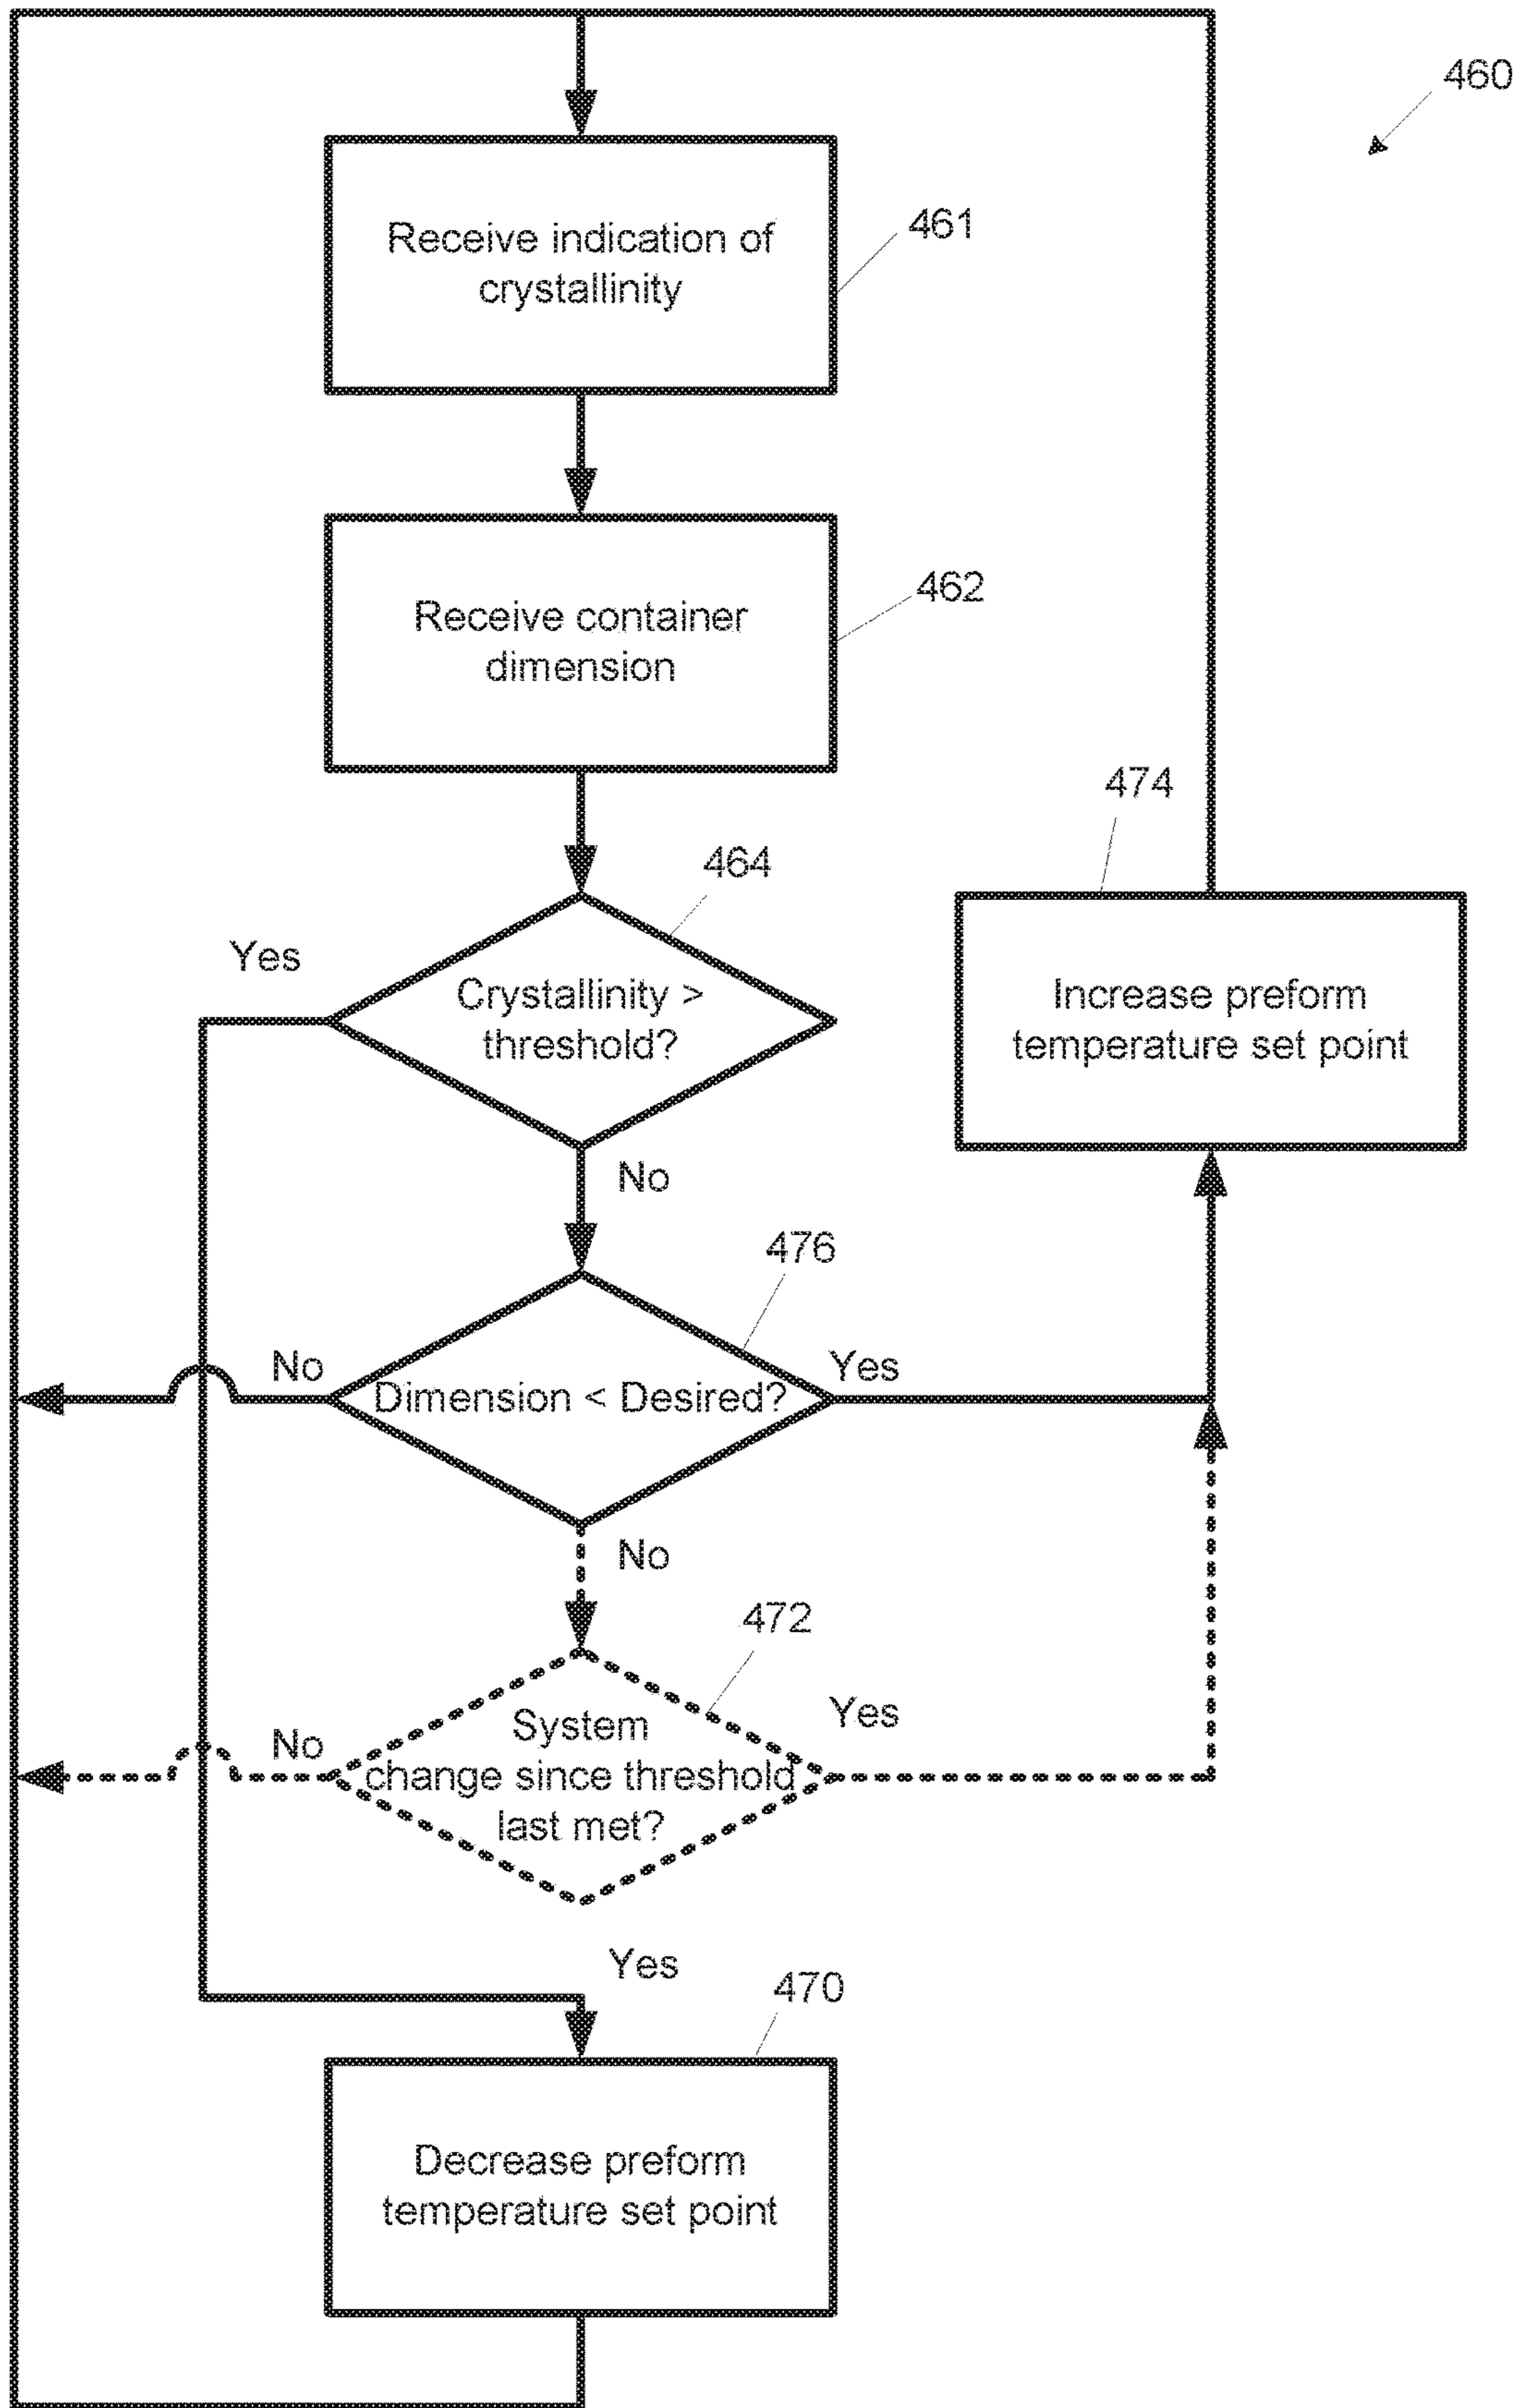 460
Receive indication of
crystallinity
461
Receive container
dimension
462
474
464
Yes
Crystallinity >
threshold?
Increase preform
temperature set point
No
476
No
Dimension < Desired?
Yes
No
472
Yes
No
System
change since threshold
last met?
Yes
470
Decrease preform
temperature set point